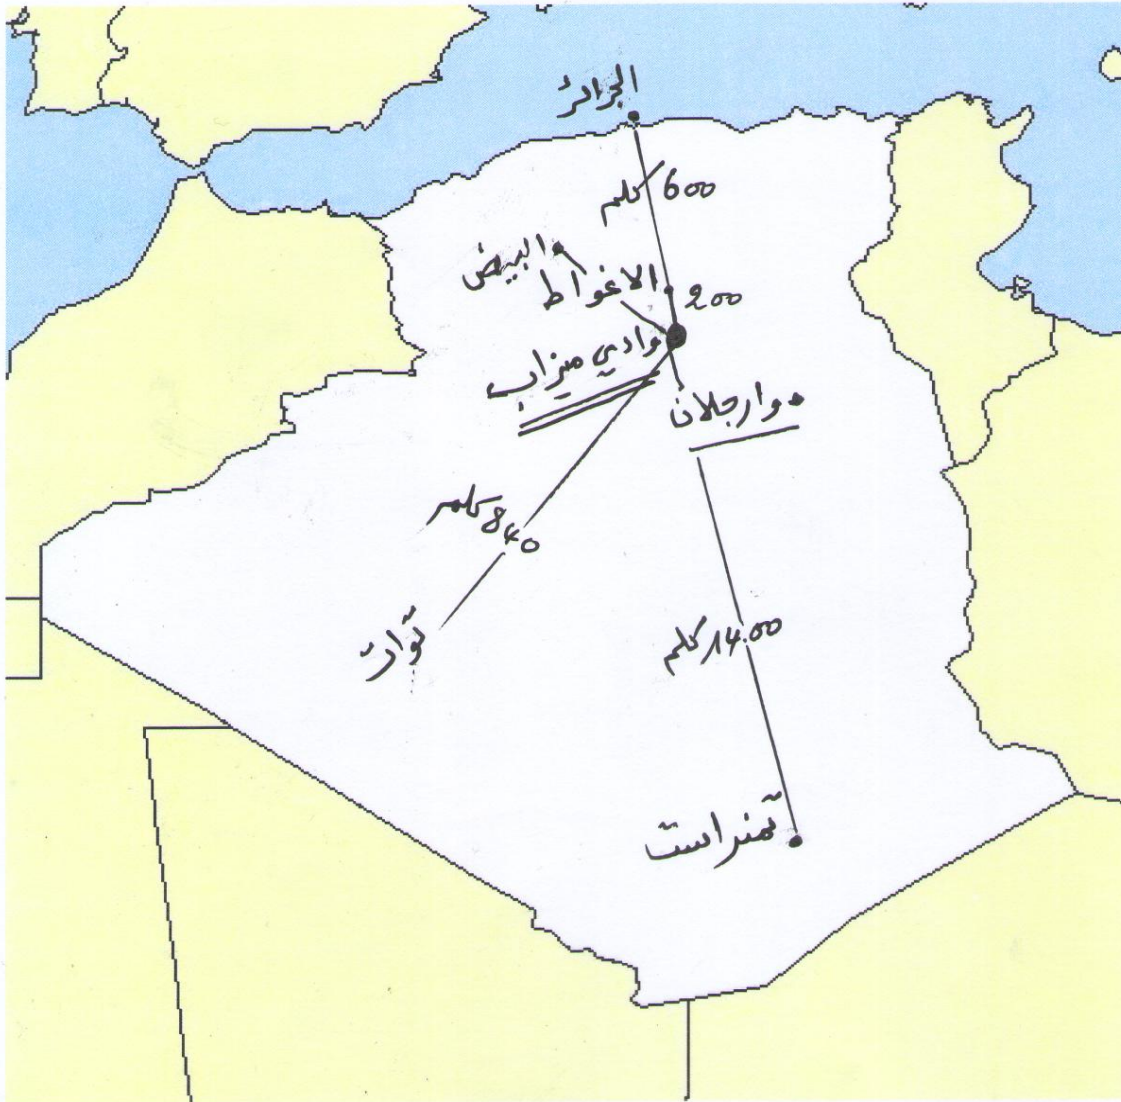 الجزائر
600 كلم
البيض
الاغواط
200
وادي ميزاب
وارجلان
840 كلم
توات
1400 كلم
تمنراست